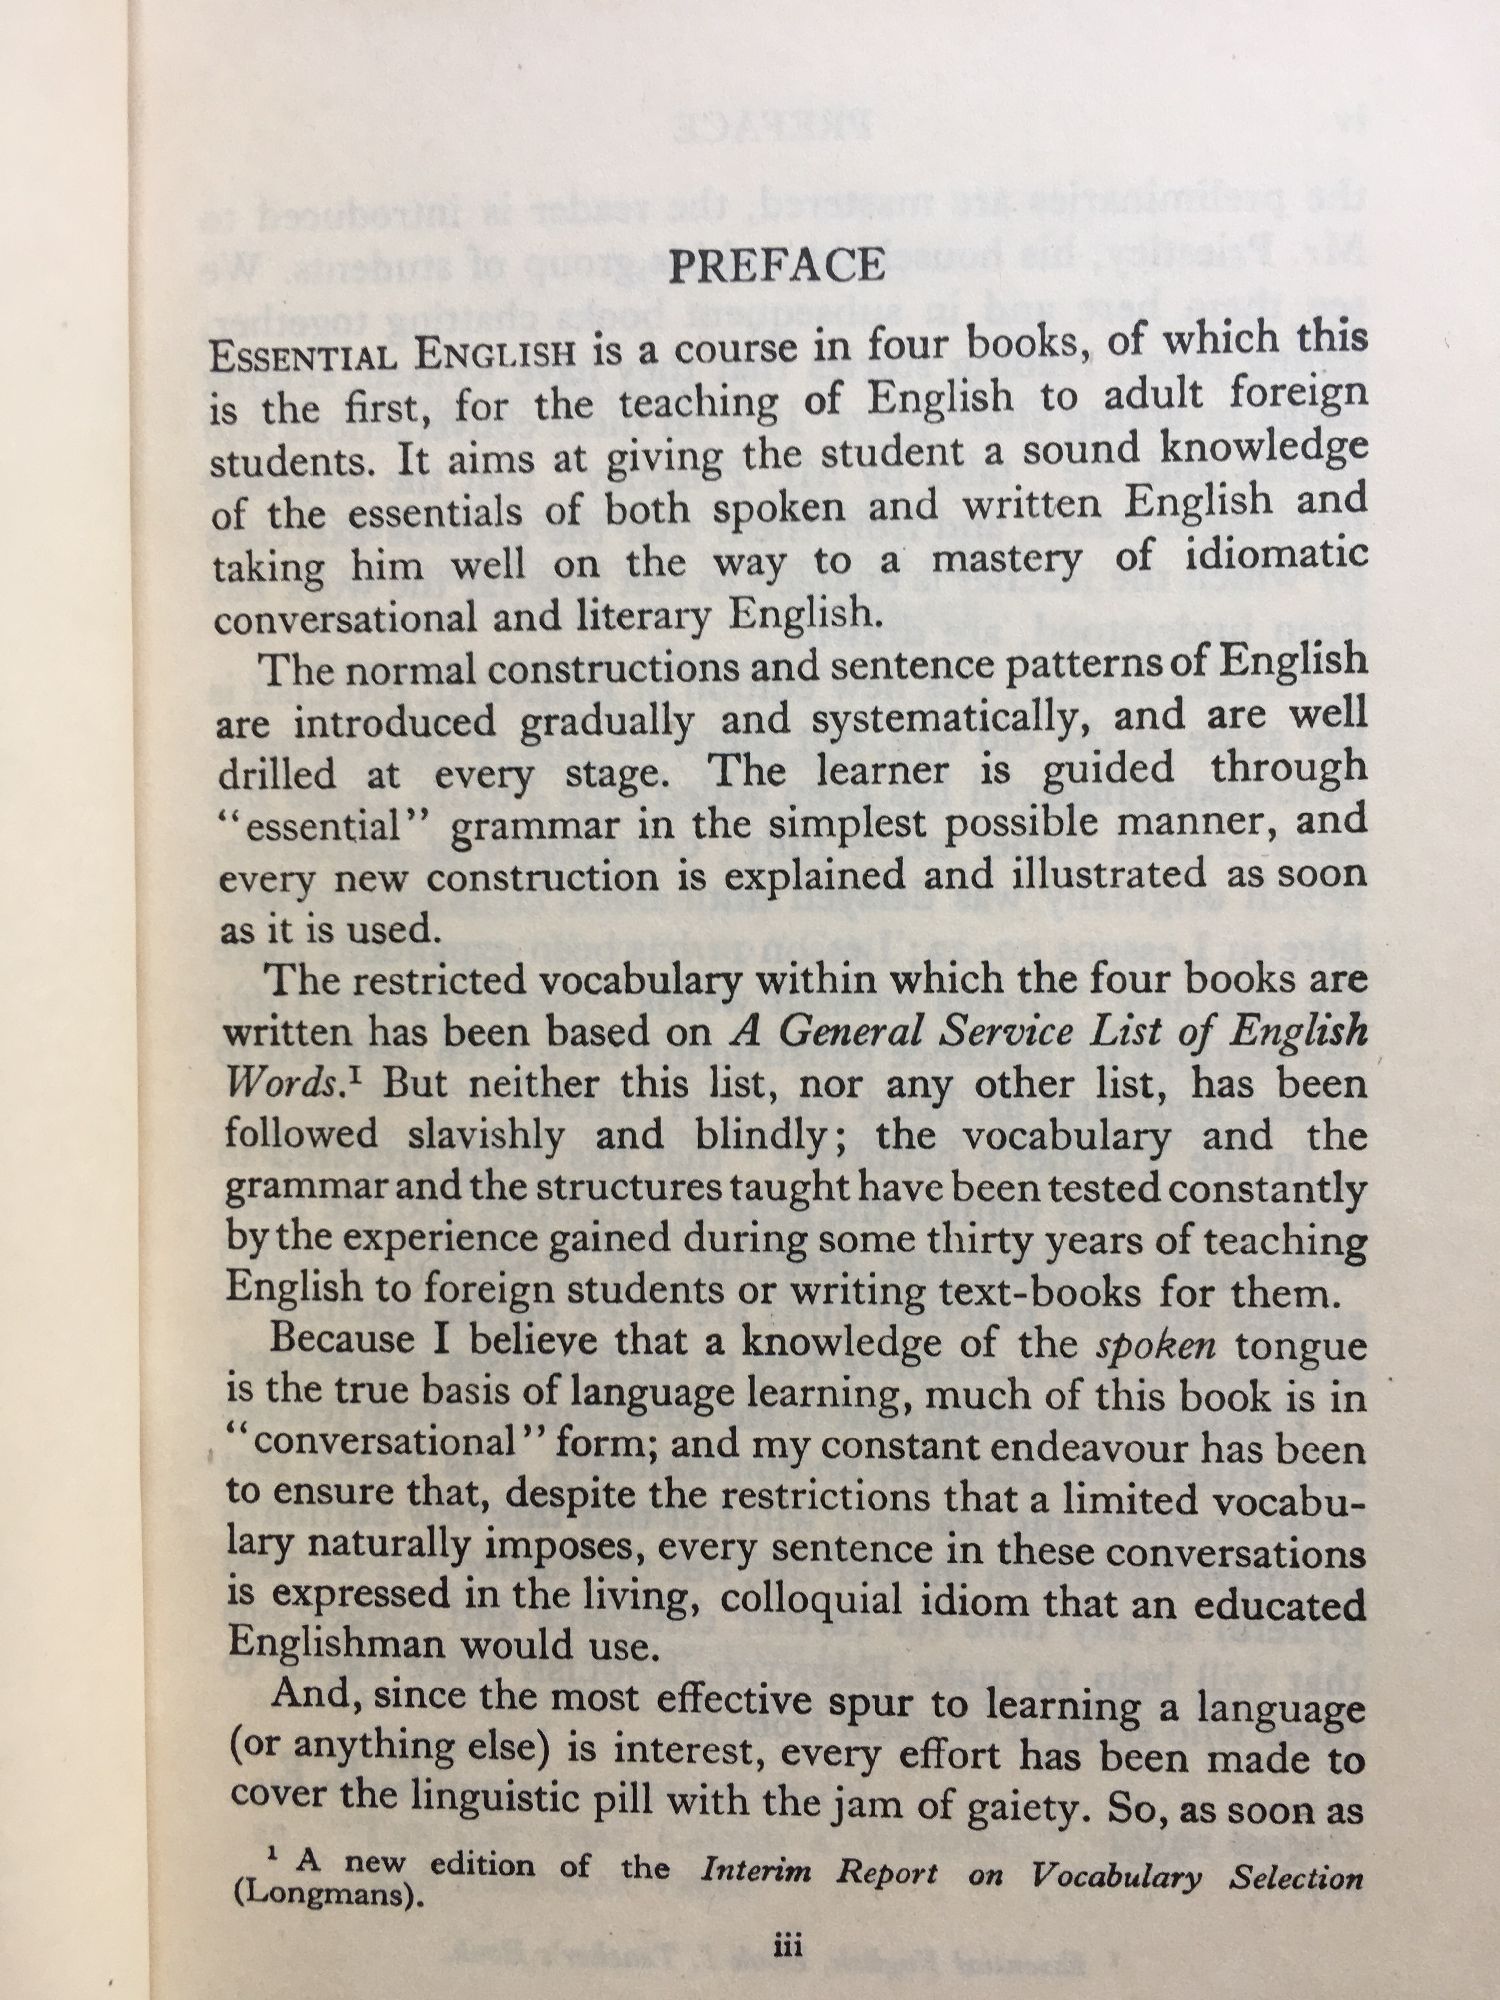 PREFACE
ESSENTIAL ENGLISH is a course in four books, of which this
is the first, for the teaching of English to adult foreign
students. It aims at giving the student a sound knowledge
of the essentials of both spoken and written English and
taking him well on the way to a mastery of idiomatic
conversational and literary English.
The normal constructions and sentence patterns of English
are introduced gradually and systematically, and are well
drilled at every stage. The learner is guided through
“essential” grammar in the simplest possible manner, and
every new construction is explained and illustrated as soon
as it is used.
The restricted vocabulary within which the four books are
written has been based on A General Service List of English
Words.¹ But neither this list, nor any other list, has been
followed slavishly and blindly; the vocabulary and the
grammar and the structures taught have been tested constantly
by the experience gained during some thirty years of teaching
English to foreign students or writing text-books for them.
Because I believe that a knowledge of the spoken tongue
is the true basis of language learning, much of this book is in
“conversational” form; and my constant endeavour has been
to ensure that, despite the restrictions that a limited vocabu-
lary naturally imposes, every sentence in these conversations
is expressed in the living, colloquial idiom that an educated
Englishman would use.
And, since the most effective spur to learning a language
(or anything else) is interest, every effort has been made to
cover the linguistic pill with the jam of gaiety. So, as soon as
¹ A new edition of the Interim Report on Vocabulary Selection
(Longmans).
iii